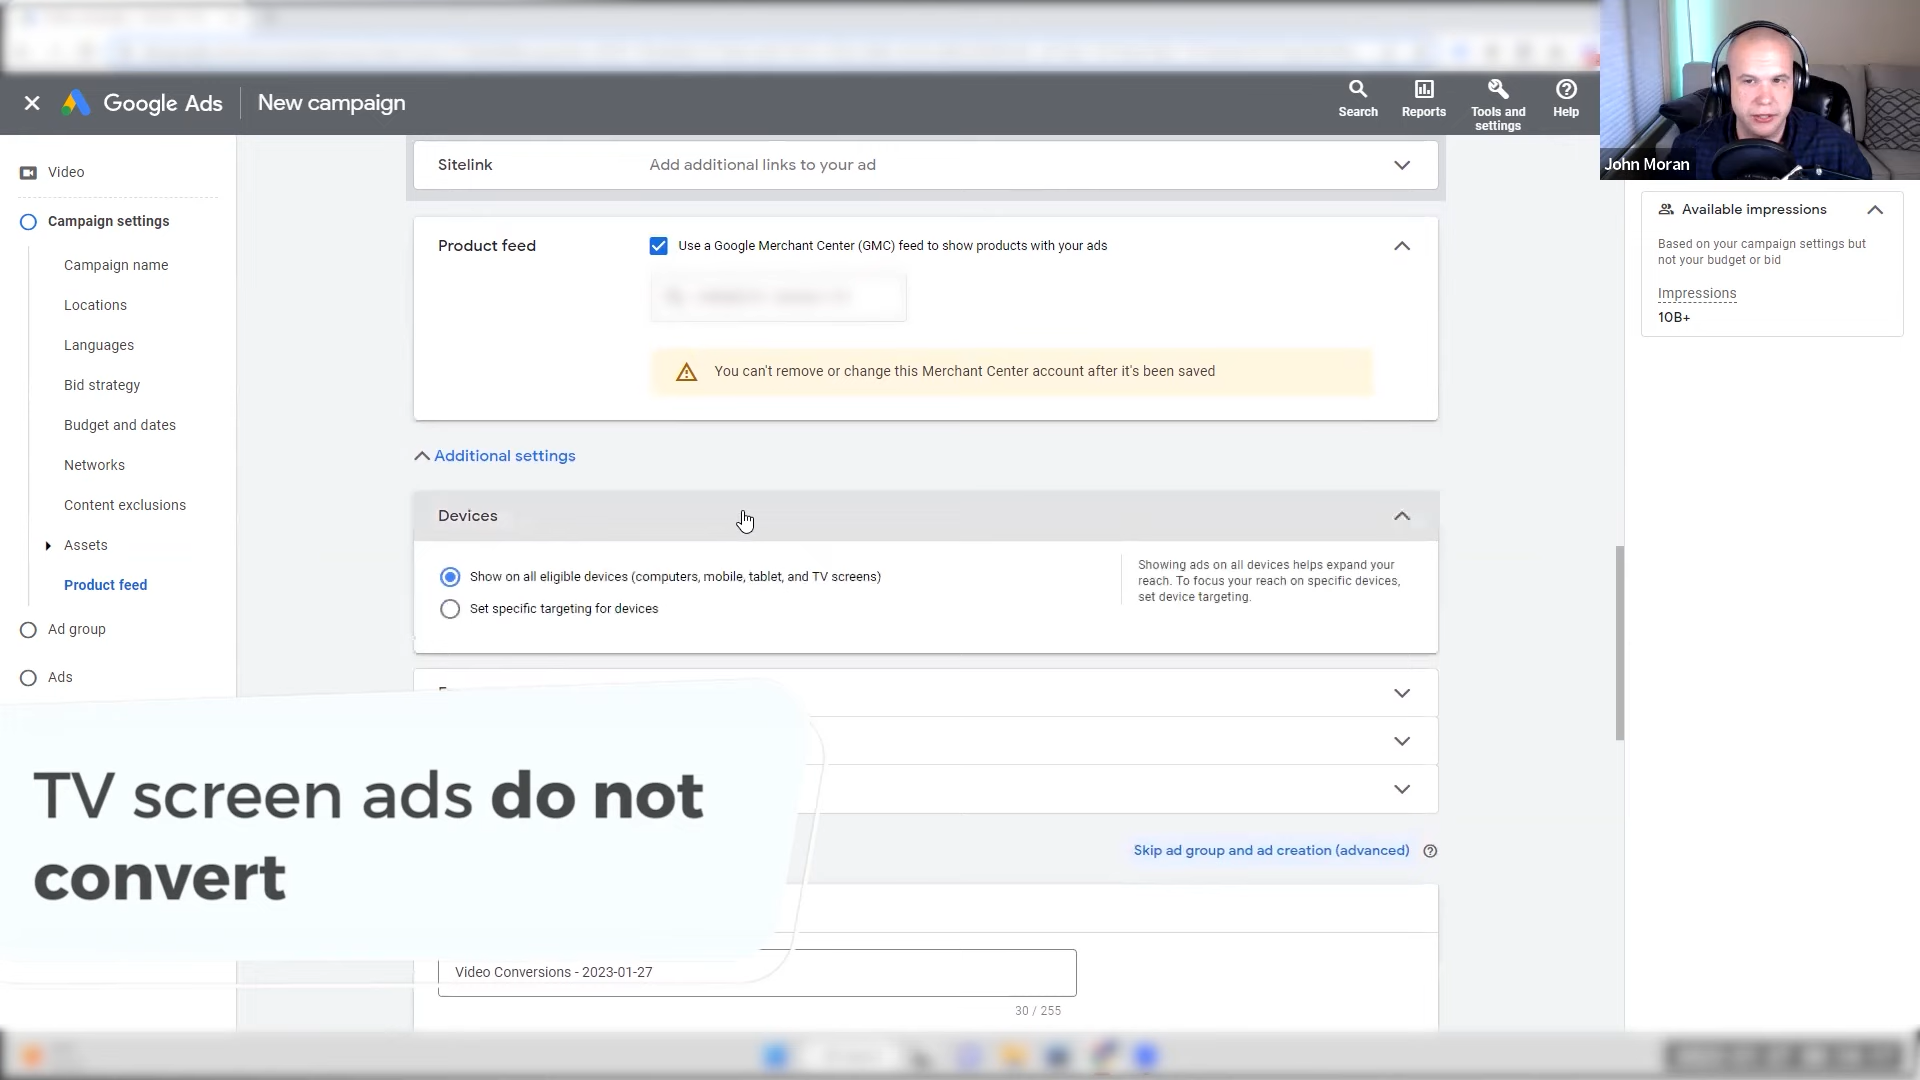 Google Ads
New campaign
Search
Reports
Tools and
settings
Help
John Moran
Video
Campaign settings
Campaign name
Locations
Languages
Bid strategy
Budget and dates
Networks
Content exclusions
Assets
Product feed
Ad group
Ads
Sitelink
Add additional links to your ad
Product feed
Use a Google Merchant Center (GMC) feed to show products with your ads
You can't remove or change this Merchant Center account after it's been saved
Additional settings
Devices
Show on all eligible devices (computers, mobile, tablet, and TV screens)
Set specific targeting for devices
Showing ads on all devices helps expand your
reach. To focus your reach on specific devices,
set device targeting.
Available impressions
Based on your campaign settings but
not your budget or bid
Impressions
10B+
TV screen ads do not
convert
Skip ad group and ad creation (advanced)
Video Conversions - 2023-01-27
30 / 255